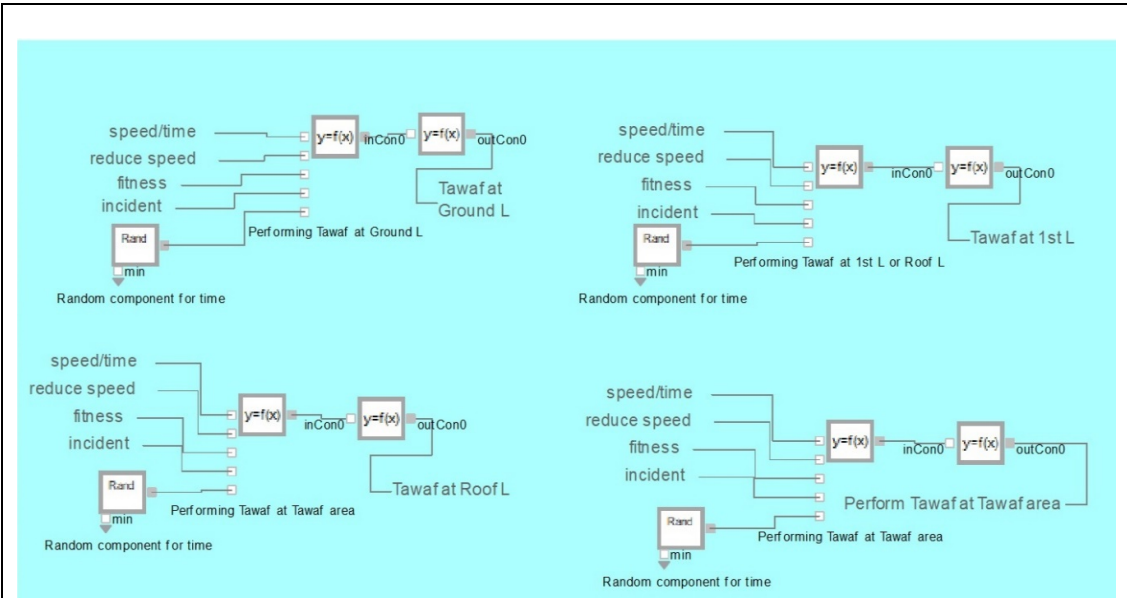 speed/time
reduce speed
fitness
incident
Rand
min
Random component for time
y=f(x)
inCon0
y=f(x)
outCon0
Tawaf at
Ground L
Performing Tawaf at Ground L
speed/time
reduce speed
fitness
incident
Rand
min
Random component for time
y=f(x)
inCon0
y=f(x)
outCon0
Tawaf at 1st L
Performing Tawaf at 1st L or Roof L
speed/time
reduce speed
fitness
incident
Rand
min
Random component for time
y=f(x)
inCon0
y=f(x)
outCon0
Tawaf at Roof L
Performing Tawaf at Tawaf area
speed/time
reduce speed
fitness
incident
Rand
min
Random component for time
y=f(x)
inCon0
y=f(x)
outCon0
Perform Tawaf at Tawaf area
Performing Tawaf at Tawaf area